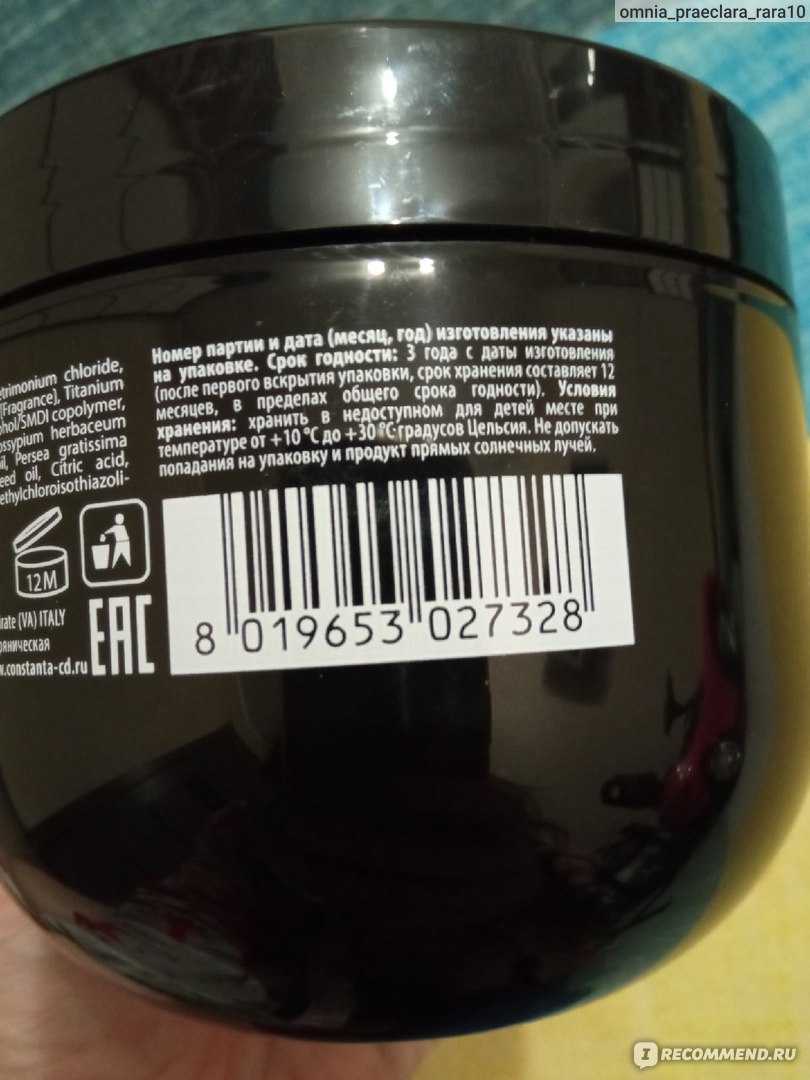 omnia_praeclara_rara10
trimonium chloride,
[Fragrance], Titanium
hol/SMDI copolymer,
ssypium herbaceum
Persea gratissima
eed oil, Citric acid,
ethylchloroisothiazoli-
Номер партии и дата (месяц, год) изготовления указаны
на упаковке. Срок годности: 3 года с даты изготовления
(после первого вскрытия упаковки, срок хранения составляет 12
месяцев, в пределах общего срока годности). Условия
хранения: хранить в недоступном для детей месте при
температуре от +10 °C до +30°C градусов Цельсия. Не допускать
попадания на упаковку и продукт прямых солнечных лучей.
12M
rate (VA) ITALY
.constanta-cd.ru
EAC
8 019653 027328
I RECOMMEND.RU